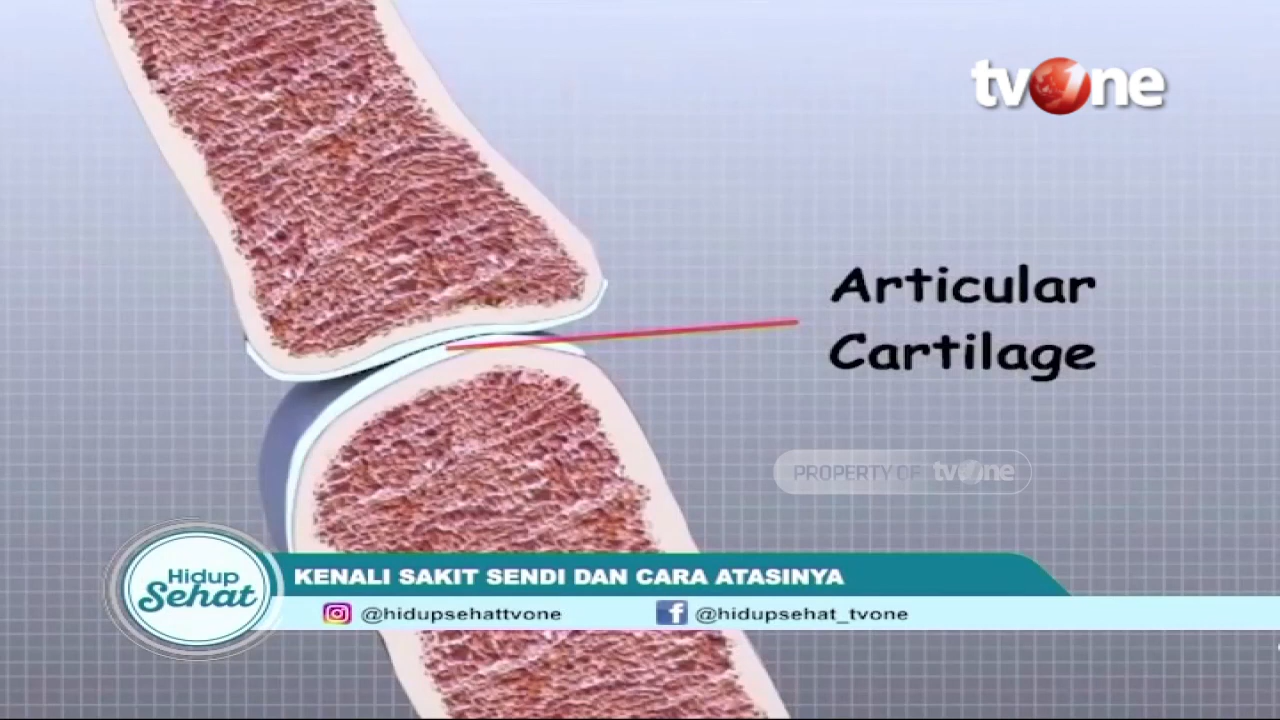 tvOne
Articular
Cartilage
PROPERTY OF tvOne
Hidup
Sehat
KENALI SAKIT SENDI DAN CARA ATASINYA
@hidupsehattvone
@hidupsehat_tvone